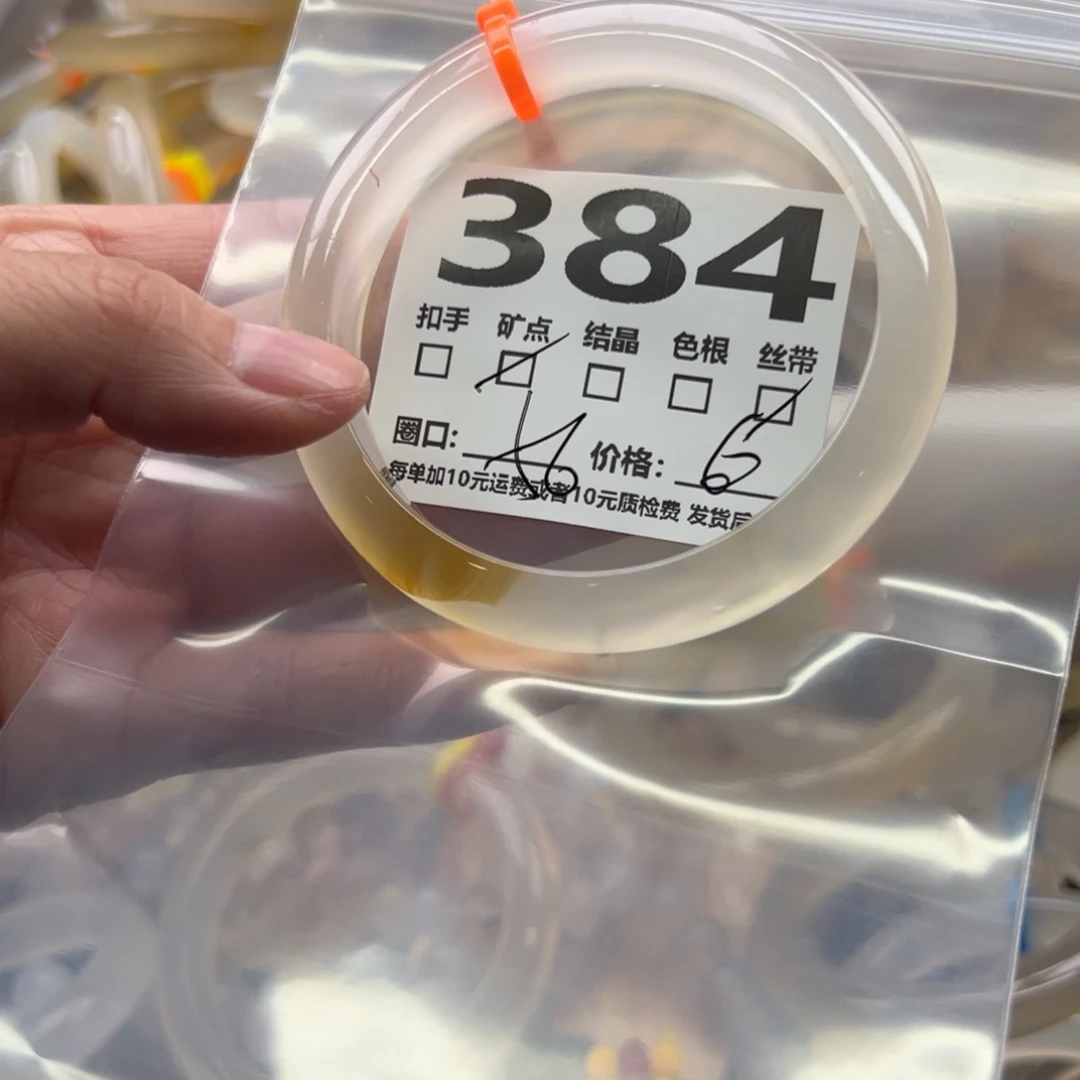 384
扣手 矿点 结晶 色根 丝带
圈口: 56 价格: 6
每单加10元运费或者10元质检费 发货后